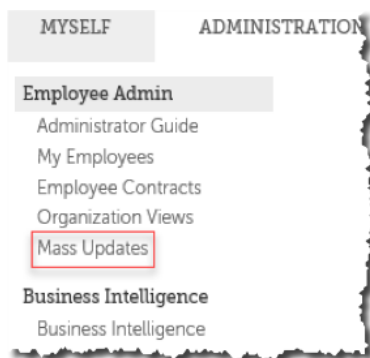 MYSELF ADMINISTRATION
Employee Admin
Administrator Guide
My Employees
Employee Contracts
Organization Views
Mass Updates
Business Intelligence
Business Intelligence